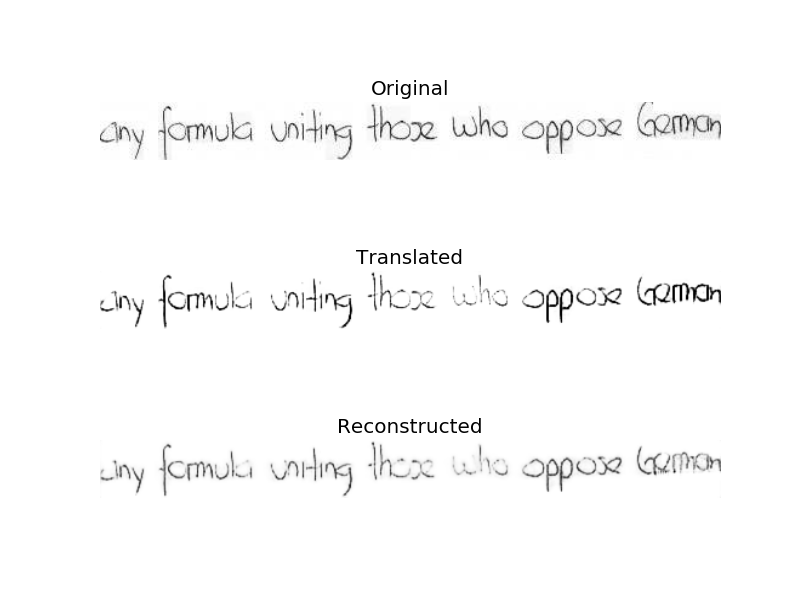 Original
any formula uniting those who oppose German
Translated
any formula uniting those who oppose German
Reconstructed
any formula uniting those who oppose German